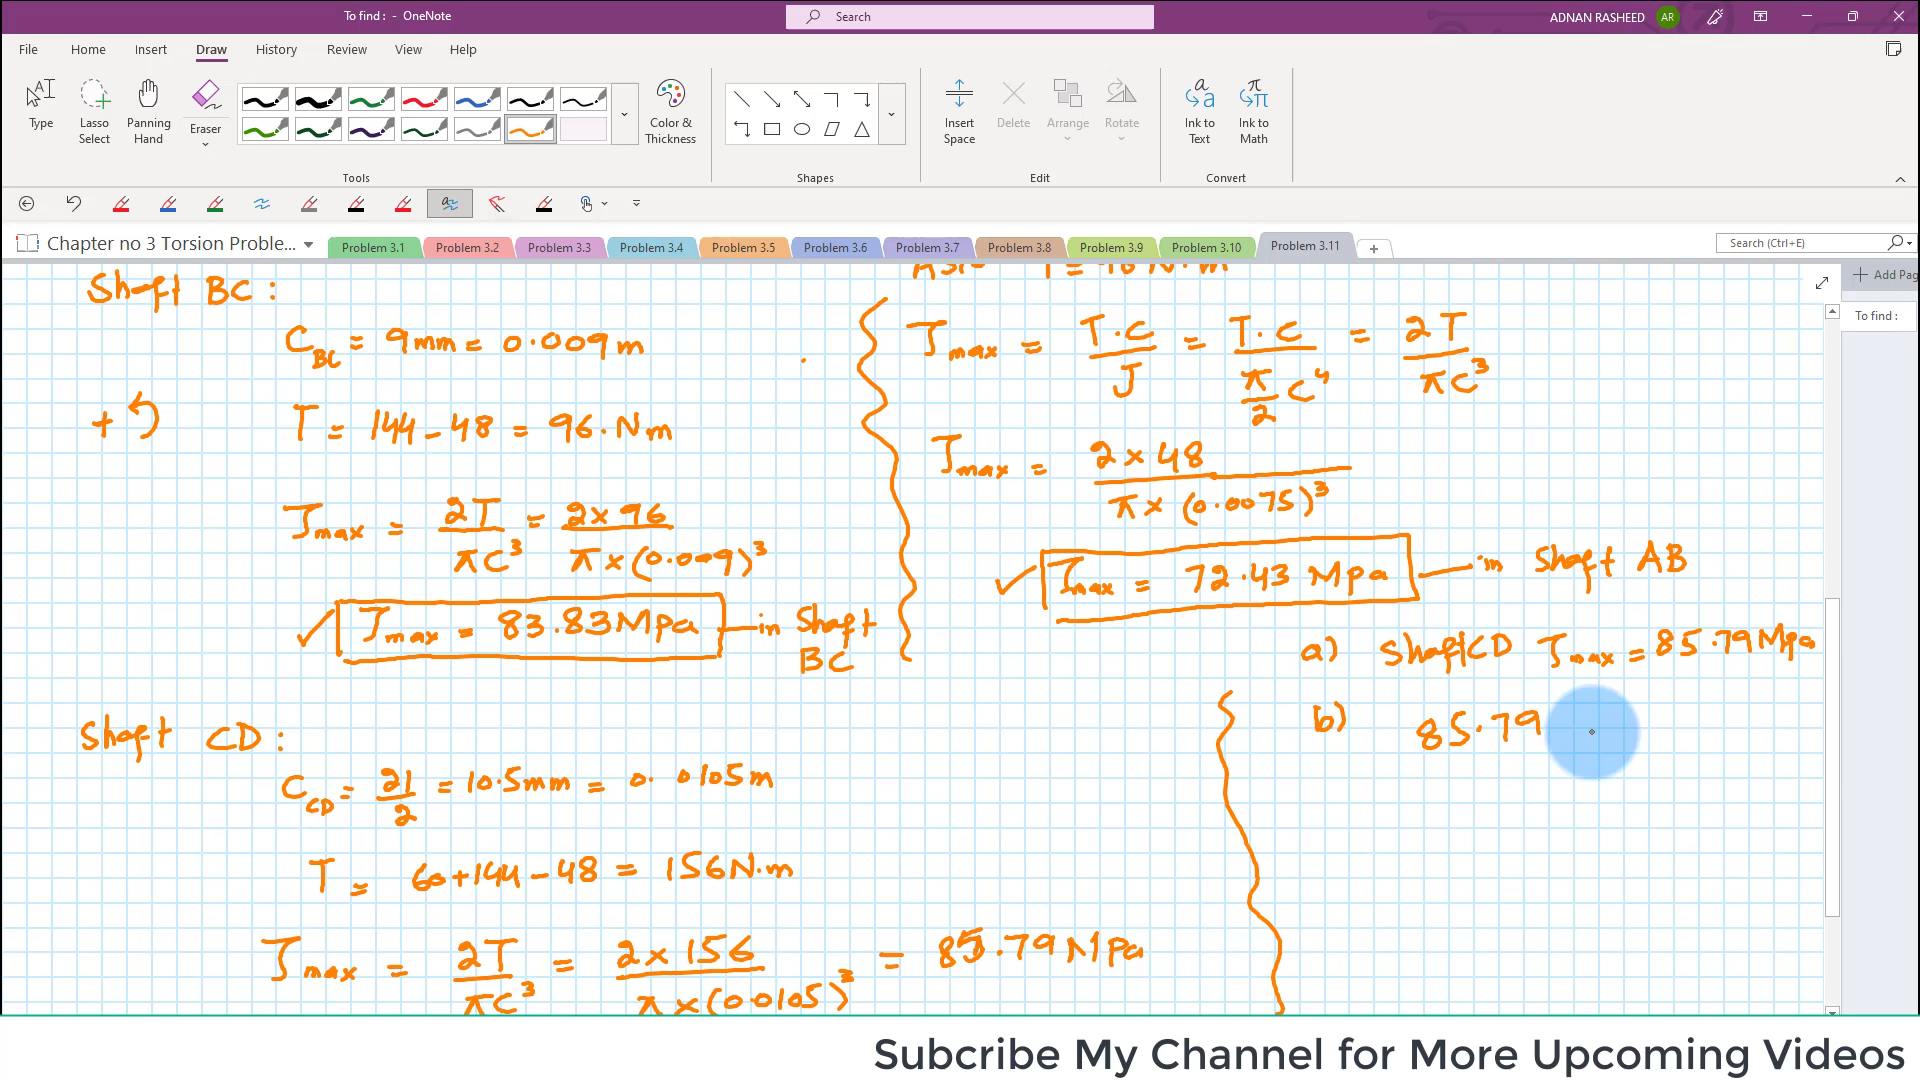 To find : - OneNote
Search
ADNAN RASHEED
AR
File Home Insert Draw History Review View Help
Type
Lasso Select
Panning Hand
Eraser
Color & Thickness
Insert Space
Delete
Arrange
Rotate
Ink to Text
Ink to Math
Tools
Shapes
Edit
Convert
Chapter no 3 Torsion Proble...
Problem 3.1
Problem 3.2
Problem 3.3
Problem 3.4
Problem 3.5
Problem 3.6
Problem 3.7
Problem 3.8
Problem 3.9
Problem 3.10
Problem 3.11
Search (Ctrl+E)
Add Pag
To find :
Shaft BC :
C_BC = 9mm = 0.009m
T = 144 - 48 = 96.Nm
τmax = 2T/πC³ = 2 x 96/π x (0.009)³
τmax = 83.83 MPa in Shaft BC
Shaft CD :
C_CD = 21/2 = 10.5mm = 0.0105m
T = 60+144-48 = 156N.m
τmax = 2T/πC³ = 2 x 156/π x (0.0105)³ = 85.79 MPa
τmax = T.C/J = T.C/(π/2 C⁴) = 2T/πC³
τmax = 2 x 48/π x (0.0075)³
τmax = 72.43 MPa in Shaft AB
a) Shaft CD τmax = 85.79 MPa
b) 85.79
Subcribe My Channel for More Upcoming Videos